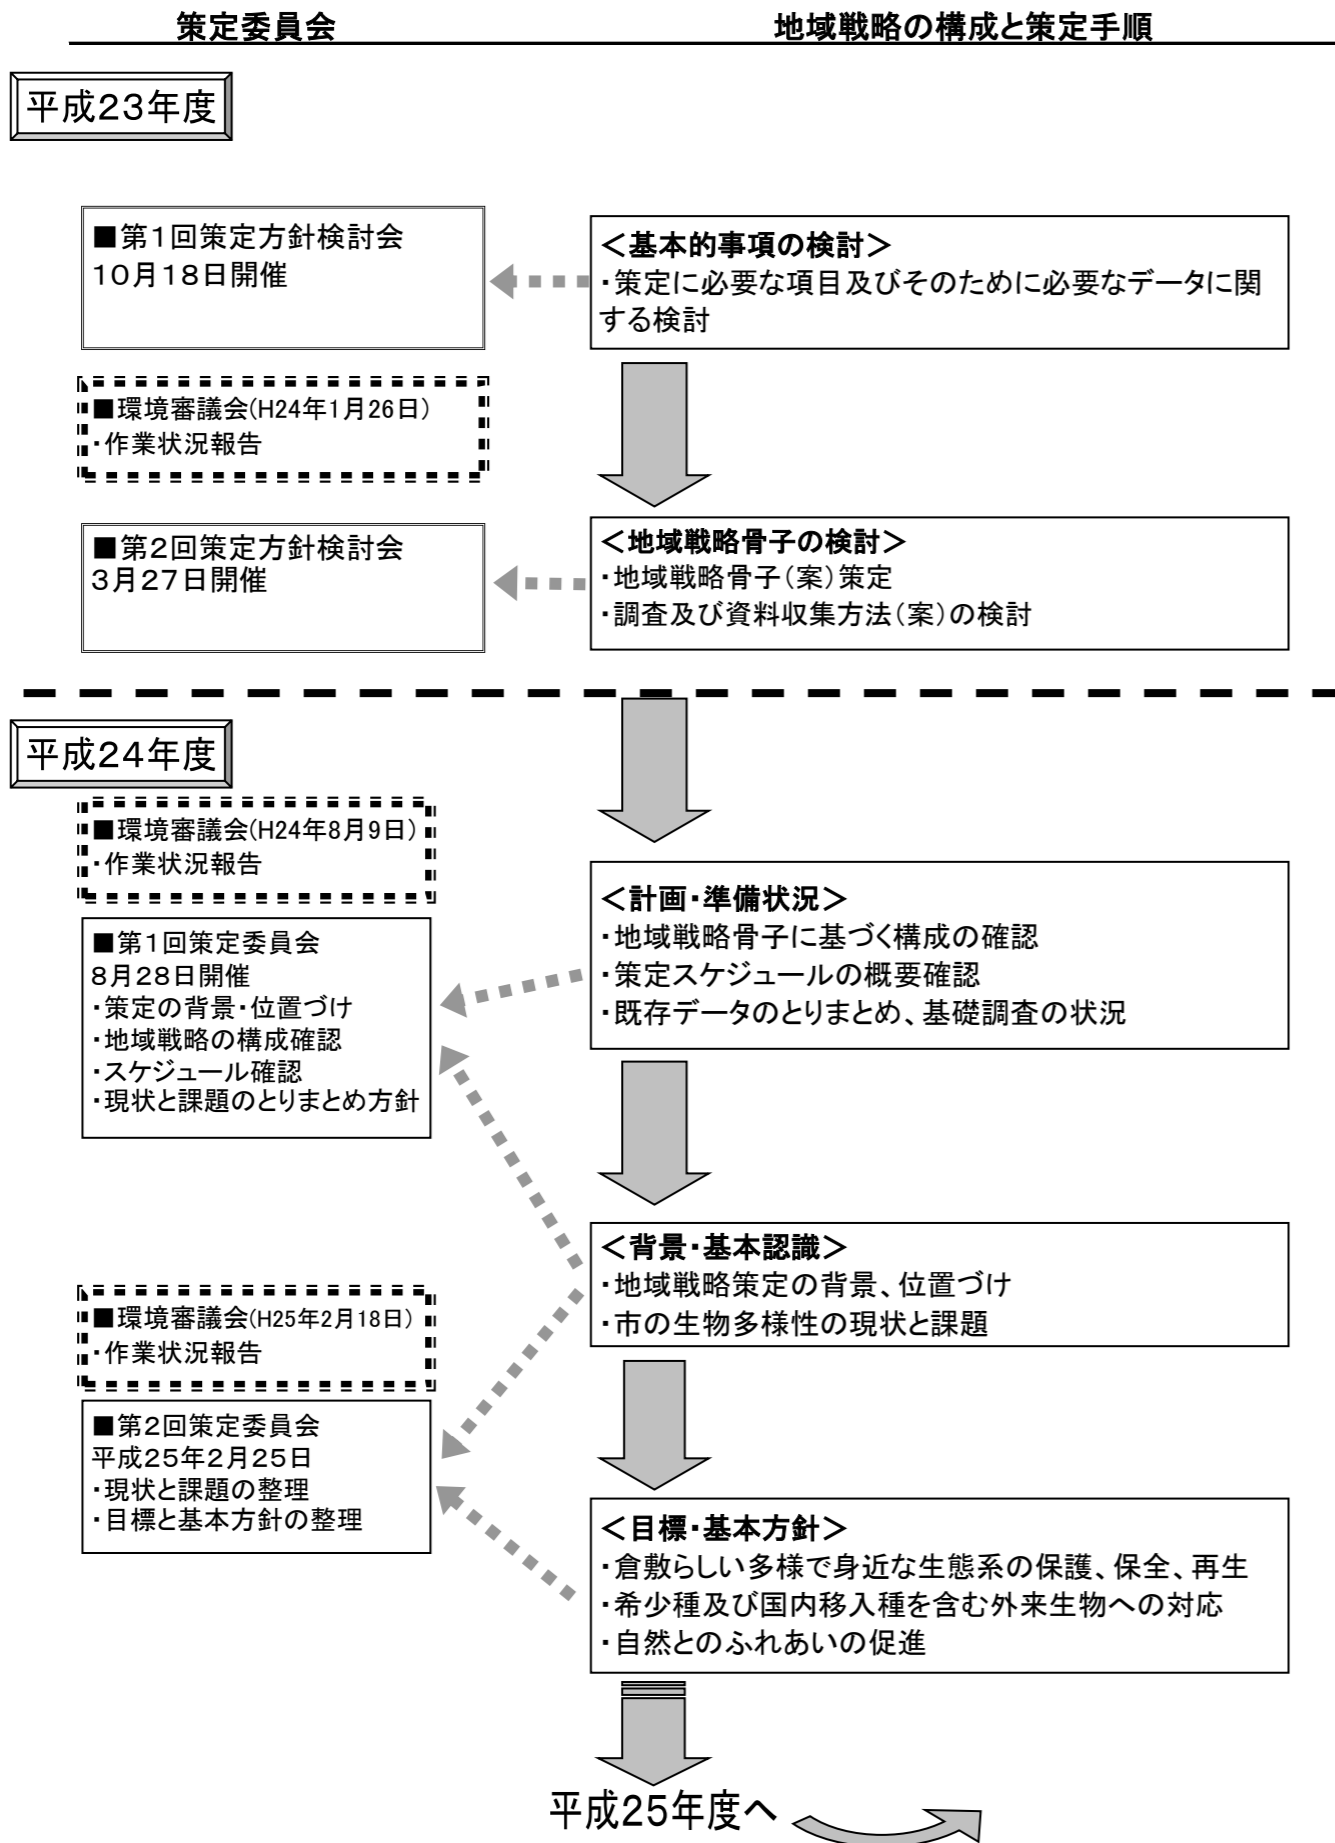 策定委員会
地域戦略の構成と策定手順
平成23年度
■第1回策定方針検討会
10月18日開催
＜基本的事項の検討＞
・策定に必要な項目及びそのために必要なデータに関
する検討
■環境審議会(H24年1月26日)
・作業状況報告
■第2回策定方針検討会
3月27日開催
＜地域戦略骨子の検討＞
・地域戦略骨子（案）策定
・調査及び資料収集方法（案）の検討
平成24年度
■環境審議会(H24年8月9日)
・作業状況報告
■第1回策定委員会
8月28日開催
・策定の背景・位置づけ
・地域戦略の構成確認
・スケジュール確認
・現状と課題のとりまとめ方針
＜計画・準備状況＞
・地域戦略骨子に基づく構成の確認
・策定スケジュールの概要確認
・既存データのとりまとめ、基礎調査の状況
＜背景・基本認識＞
・地域戦略策定の背景、位置づけ
・市の生物多様性の現状と課題
■環境審議会(H25年2月18日)
・作業状況報告
■第2回策定委員会
平成25年2月25日
・現状と課題の整理
・目標と基本方針の整理
＜目標・基本方針＞
・倉敷らしい多様で身近な生態系の保護、保全、再生
・希少種及び国内移入種を含む外来生物への対応
・自然とのふれあいの促進
平成25年度へ